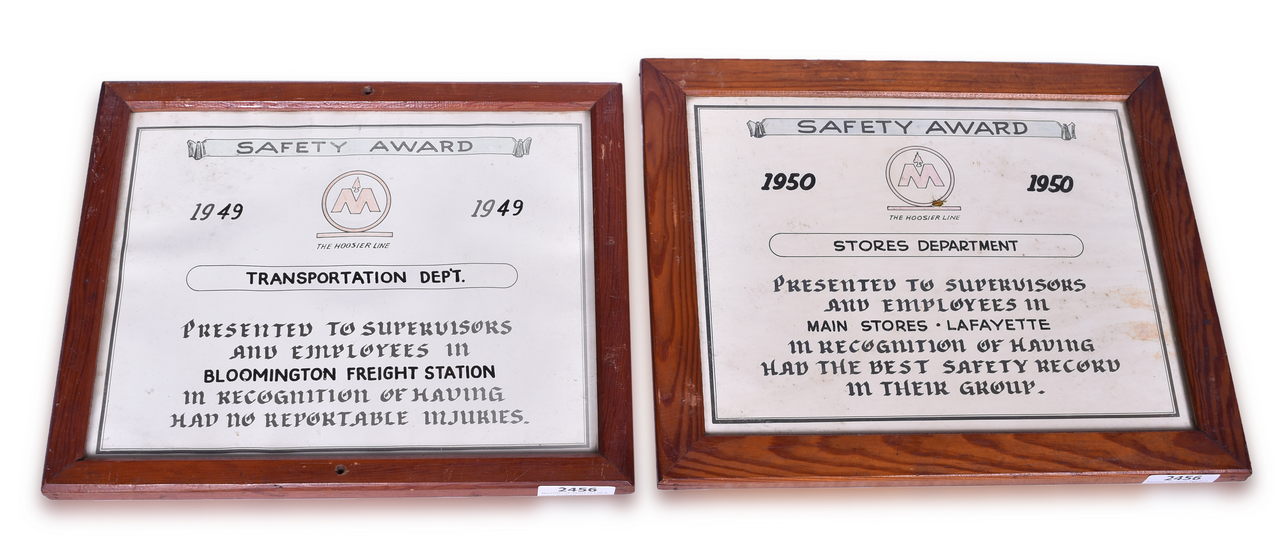 SAFETY AWARD
25
M
1949 1949
THE HOOSIER LINE
TRANSPORTATION DEP'T.
PRESENTED TO SUPERVISORS
AND EMPLOYEES IN
BLOOMINGTON FREIGHT STATION
IN RECOGNITION OF HAVING
HAD NO REPORTABLE INJURIES.
2456
SAFETY AWARD
25
M
1950 1950
THE HOOSIER LINE
STORES DEPARTMENT
PRESENTED TO SUPERVISORS
AND EMPLOYEES IN
MAIN STORES · LAFAYETTE
IN RECOGNITION OF HAVING
HAD THE BEST SAFETY RECORD
IN THEIR GROUP.
2456